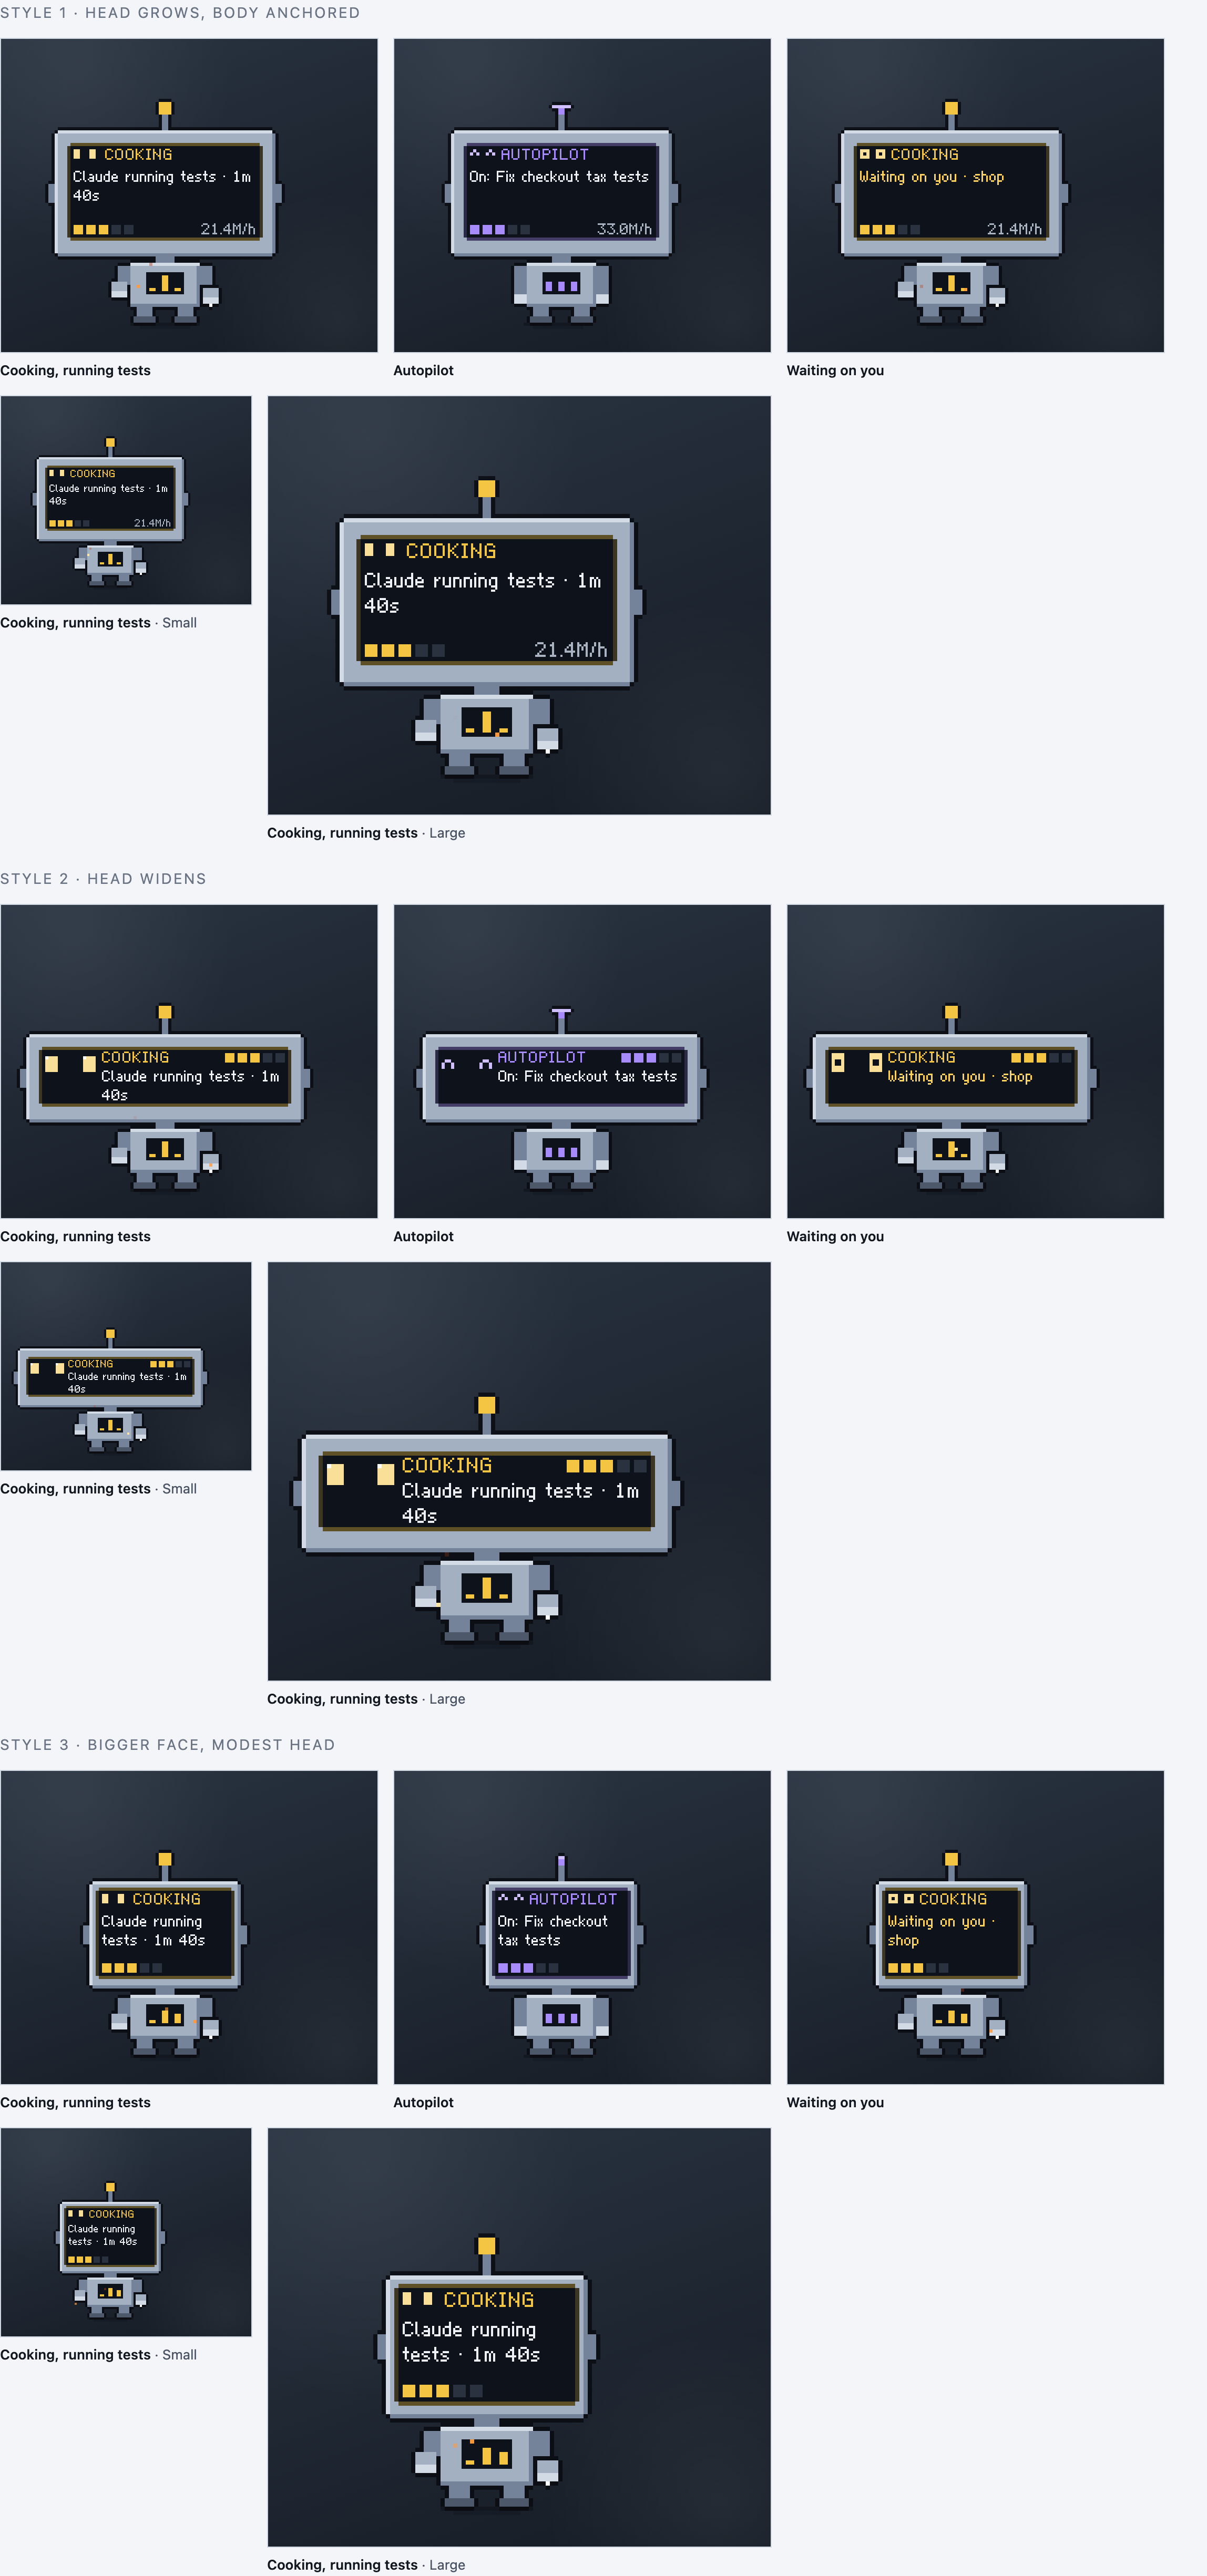 STYLE 1 · HEAD GROWS, BODY ANCHORED
COOKING
Claude running tests · 1m
40s
21.4M/h
AUTOPILOT
On: Fix checkout tax tests
33.0M/h
COOKING
Waiting on you · shop
21.4M/h
Cooking, running tests
Autopilot
Waiting on you
COOKING
Claude running tests · 1m
40s
21.4M/h
Cooking, running tests · Small
COOKING
Claude running tests · 1m
40s
21.4M/h
Cooking, running tests · Large
STYLE 2 · HEAD WIDENS
COOKING
Claude running tests · 1m
40s
AUTOPILOT
On: Fix checkout tax tests
COOKING
Waiting on you · shop
Cooking, running tests
Autopilot
Waiting on you
COOKING
Claude running tests · 1m
40s
Cooking, running tests · Small
COOKING
Claude running tests · 1m
40s
Cooking, running tests · Large
STYLE 3 · BIGGER FACE, MODEST HEAD
COOKING
Claude running
tests · 1m 40s
AUTOPILOT
On: Fix checkout
tax tests
COOKING
Waiting on you ·
shop
Cooking, running tests
Autopilot
Waiting on you
COOKING
Claude running
tests · 1m 40s
Cooking, running tests · Small
COOKING
Claude running
tests · 1m 40s
Cooking, running tests · Large